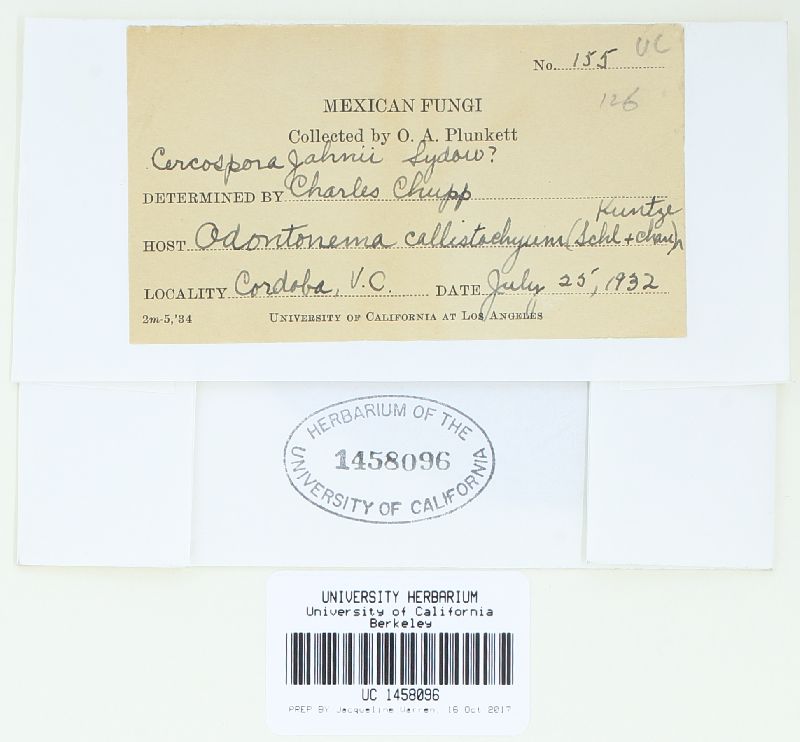 No. 155 UC
126
MEXICAN FUNGI
Collected by O. A. Plunkett
Cercospora Jahnii Sydow?
DETERMINED BY Charles Chupp
Kuntze
HOST Odontonema callistachyum (Schl + Cham)
LOCALITY Cordoba, V.C. DATE July 25, 1932
2m-5,'34 UNIVERSITY OF CALIFORNIA AT LOS ANGELES
HERBARIUM OF THE
1458096
UNIVERSITY OF CALIFORNIA
UNIVERSITY HERBARIUM
University of California
Berkeley
UC 1458096
PREP BY Jacqueline Warren, 16 Oct 2017